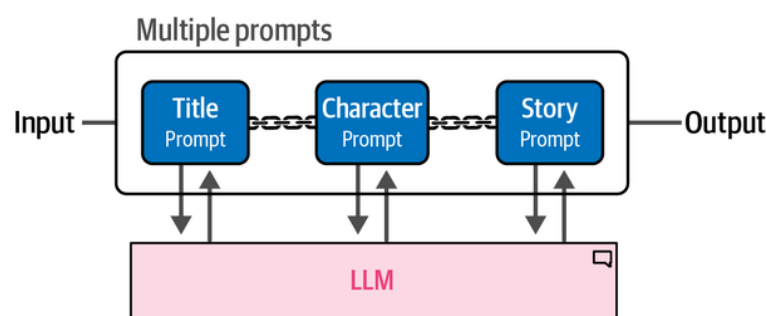 Multiple prompts
Input
Title
Prompt
Character
Prompt
Story
Prompt
Output
LLM